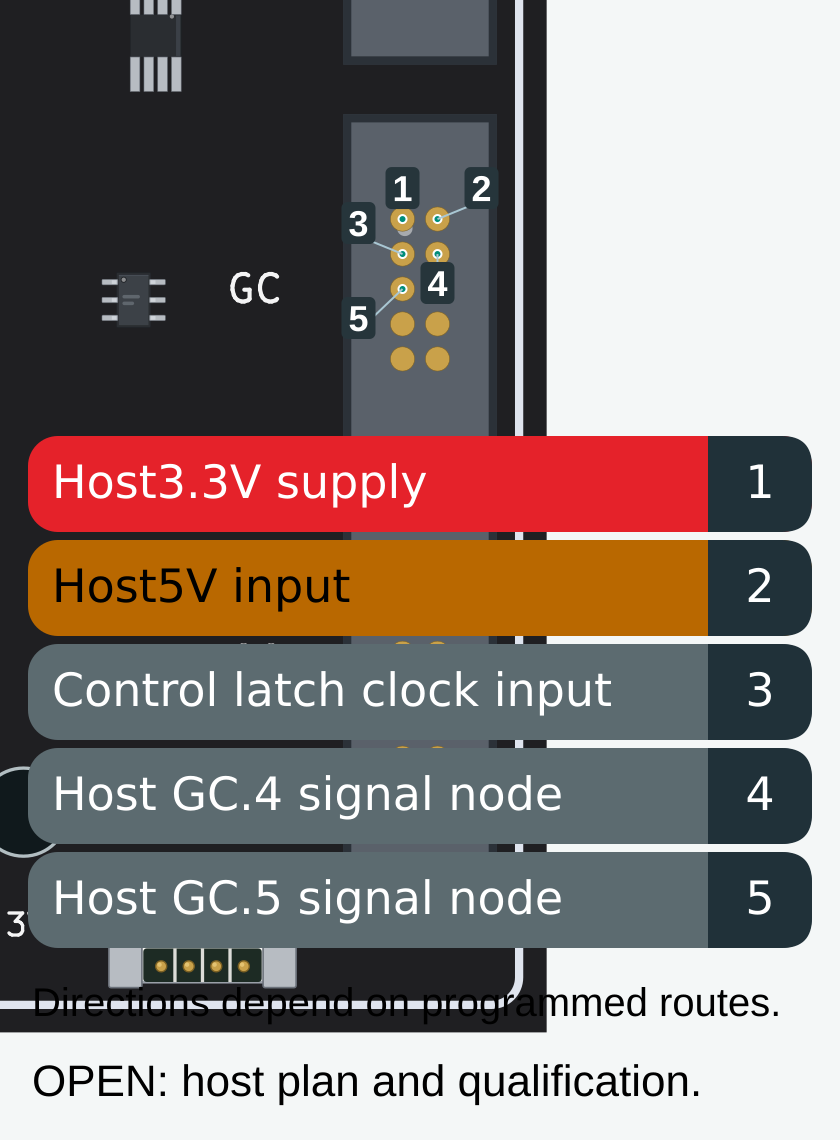 1
2
3
GC
4
5
Host3.3V supply 1
Host5V input 2
Control latch clock input 3
Host GC.4 signal node 4
Host GC.5 signal node 5
Directions depend on programmed routes.
OPEN: host plan and qualification.